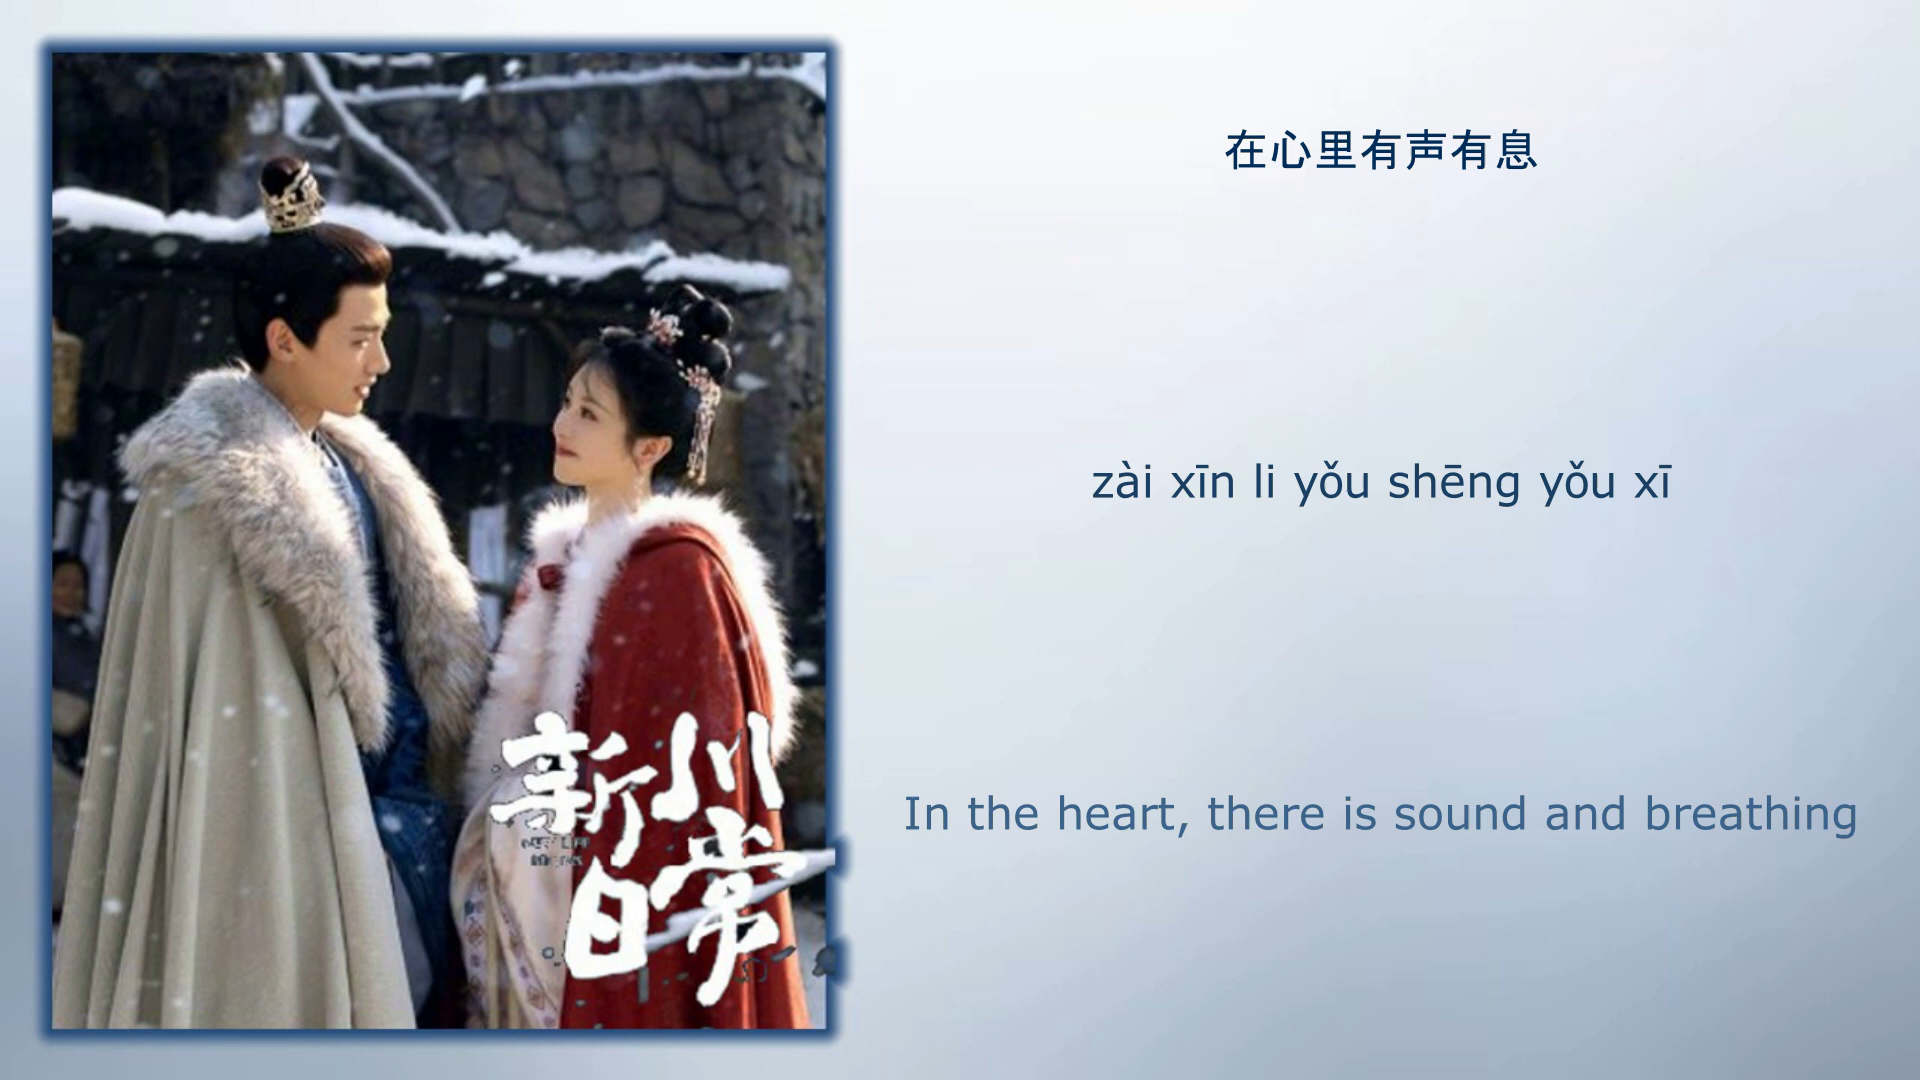 在心里有声有息
zài xīn li yǒu shēng yǒu xī
In the heart, there is sound and breathing
新川
日常